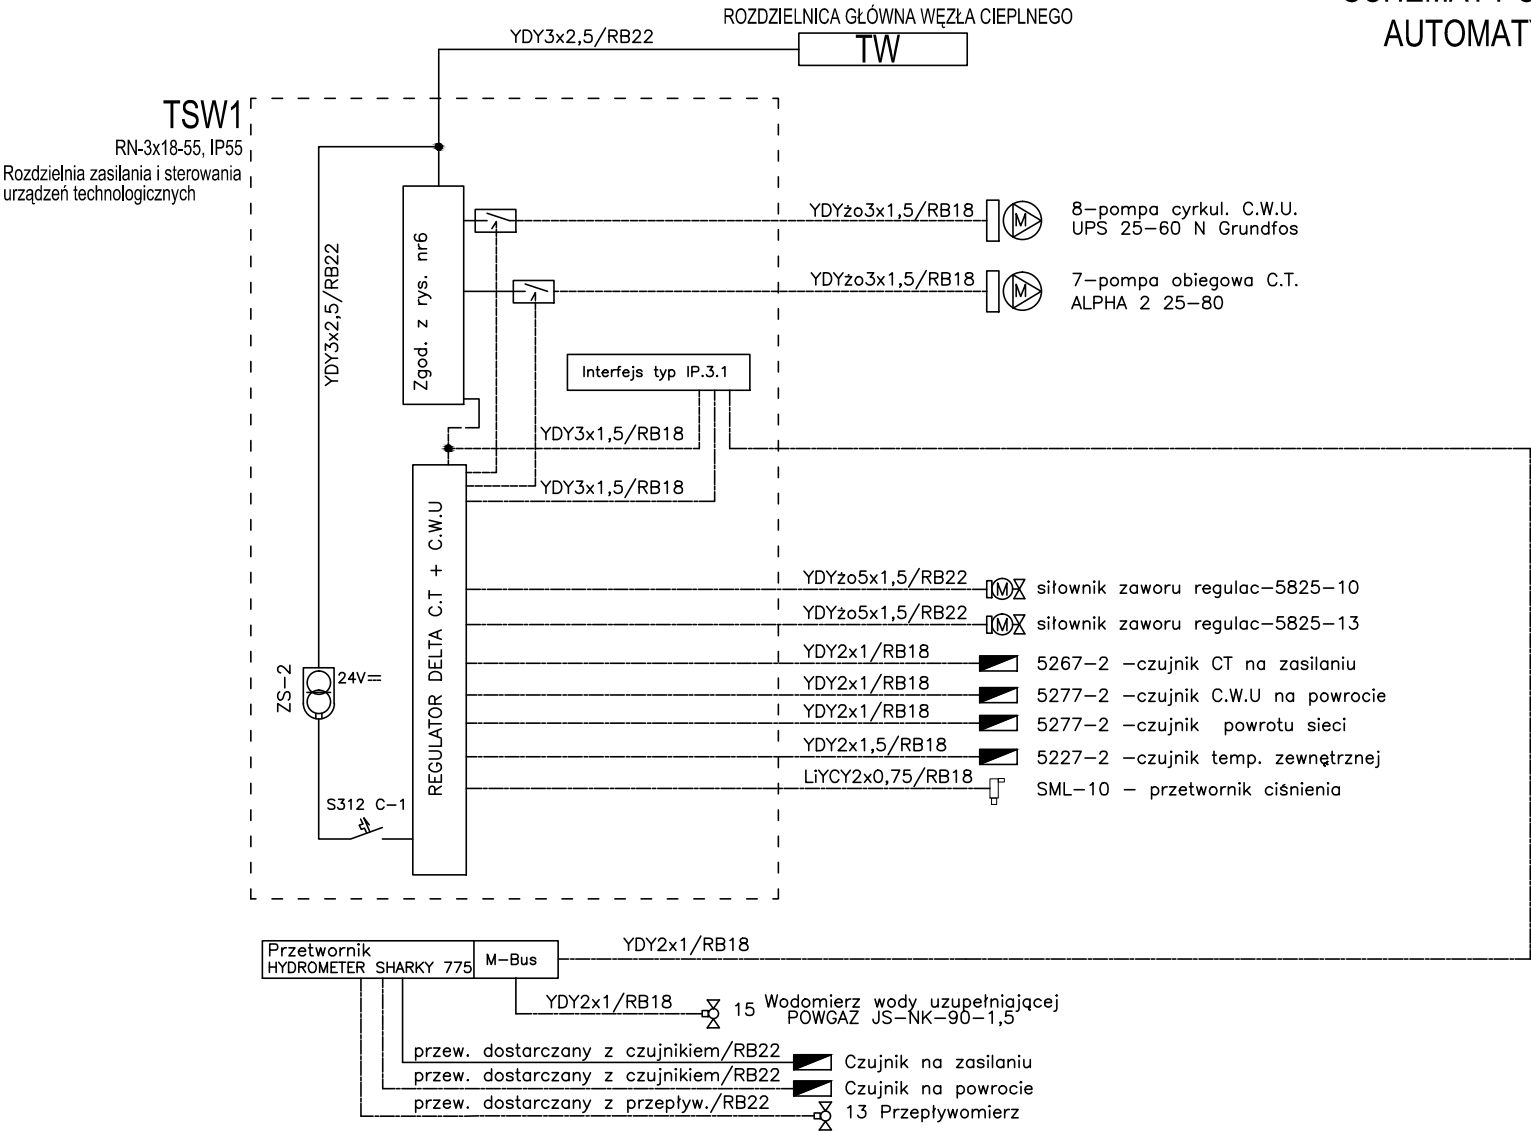 ROZDZIELNICA GŁÓWNA WĘZŁA CIEPLNEGO
TW
YDY3x2,5/RB22
AUTOMAT
TSW1
RN-3x18-55, IP55
Rozdzielnia zasilania i sterowania
urządzeń technologicznych
YDY3x2,5/RB22
Zgod. z rys. nr6
YDYżo3x1,5/RB18
8-pompa cyrkul. C.W.U.
UPS 25-60 N Grundfos
YDYżo3x1,5/RB18
7-pompa obiegowa C.T.
ALPHA 2 25-80
Interfejs typ IP.3.1
YDY3x1,5/RB18
YDY3x1,5/RB18
REGULATOR DELTA C.T + C.W.U
YDYżo5x1,5/RB22
M
siłownik zaworu regulac-5825-10
YDYżo5x1,5/RB22
M
siłownik zaworu regulac-5825-13
YDY2x1/RB18
5267-2 -czujnik CT na zasilaniu
YDY2x1/RB18
5277-2 -czujnik C.W.U na powrocie
YDY2x1/RB18
5277-2 -czujnik powrotu sieci
YDY2x1,5/RB18
5227-2 -czujnik temp. zewnętrznej
LiYCY2x0,75/RB18
SML-10 - przetwornik ciśnienia
ZS-2
24V=
S312 C-1
M
M
Przetwornik
HYDROMETER SHARKY 775
M-Bus
YDY2x1/RB18
YDY2x1/RB18
15 Wodomierz wody uzupełniającej
POWGAZ JS-NK-90-1,5
przew. dostarczany z czujnikiem/RB22
Czujnik na zasilaniu
przew. dostarczany z czujnikiem/RB22
Czujnik na powrocie
przew. dostarczany z przepływ./RB22
13 Przepływomierz